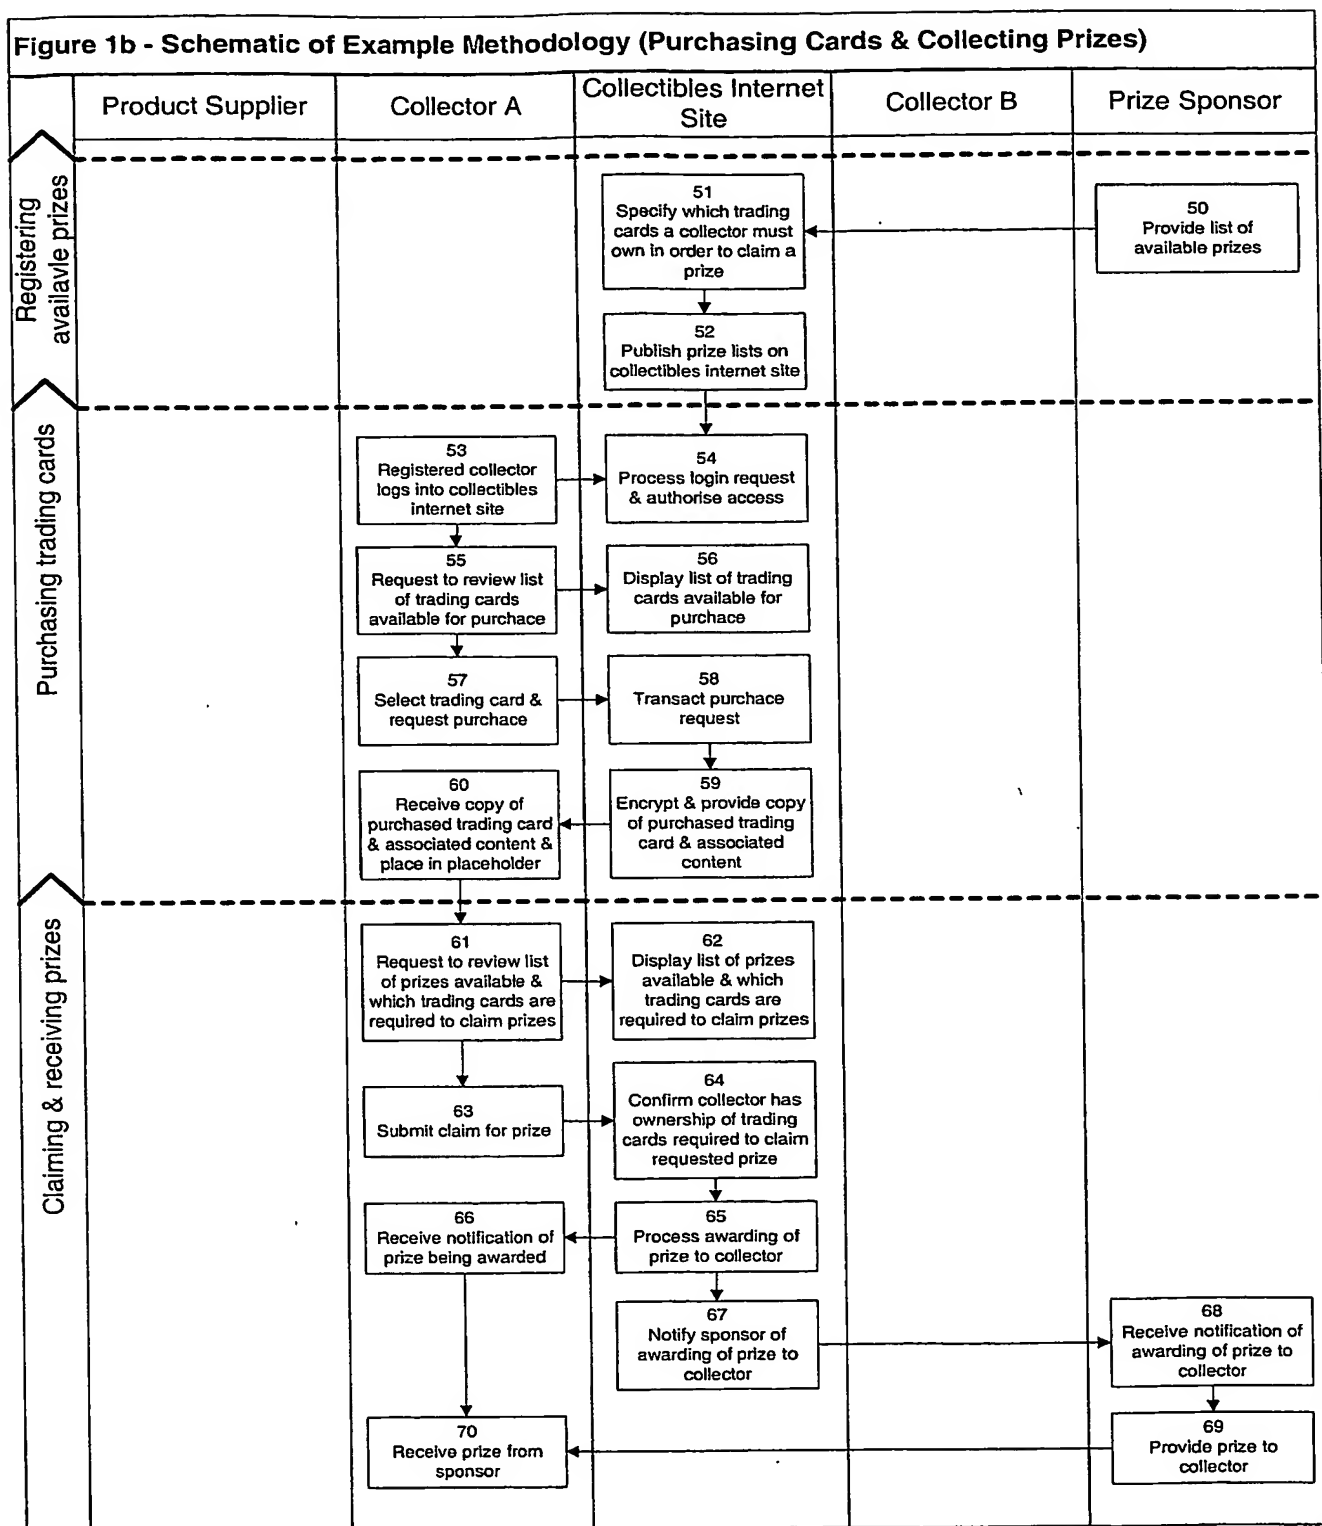 Figure 1b - Schematic of Example Methodology (Purchasing Cards & Collecting Prizes)
Product Supplier
Collector A
Collectibles Internet
Site
Collector B
Prize Sponsor
Registering
availavle prizes
51
Specify which trading
cards a collector must
own in order to claim a
prize
50
Provide list of
available prizes
52
Publish prize lists on
collectibles internet site
Purchasing trading cards
53
Registered collector
logs into collectibles
internet site
54
Process login request
& authorise access
55
Request to review list
of trading cards
available for purchace
56
Display list of trading
cards available for
purchace
57
Select trading card &
request purchace
58
Transact purchace
request
60
Receive copy of
purchased trading card
& associated content &
place in placeholder
59
Encrypt & provide copy
of purchased trading
card & associated
content
Claiming & receiving prizes
61
Request to review list
of prizes available &
which trading cards are
required to claim prizes
62
Display list of prizes
available & which
trading cards are
required to claim prizes
63
Submit claim for prize
64
Confirm collector has
ownership of trading
cards required to claim
requested prize
66
Receive notification of
prize being awarded
65
Process awarding of
prize to collector
67
Notify sponsor of
awarding of prize to
collector
68
Receive notification of
awarding of prize to
collector
70
Receive prize from
sponsor
69
Provide prize to
collector